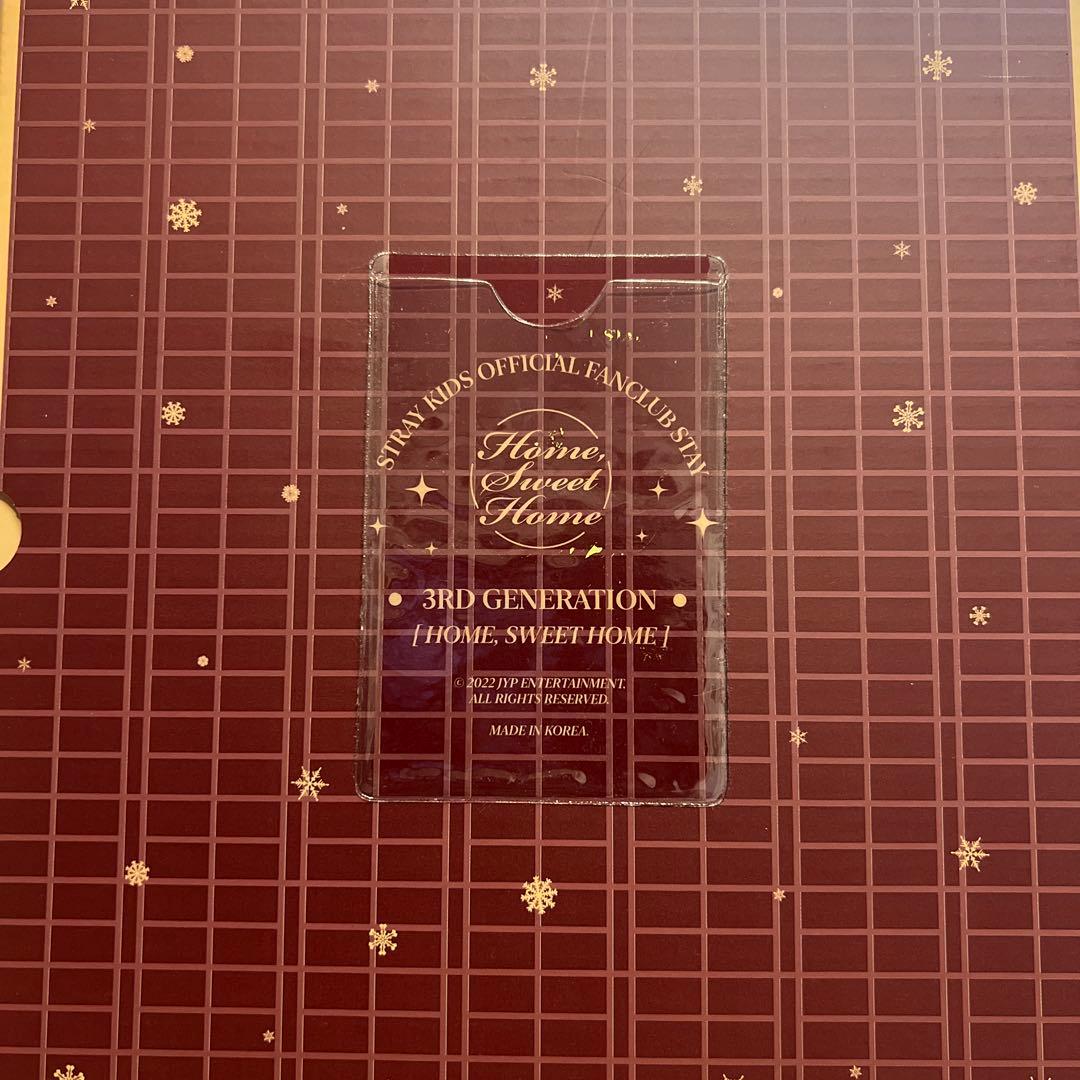 STRAY KIDS OFFICIAL FANCLUB STAY
Home,
Sweet
Home
3RD GENERATION
[ HOME, SWEET HOME ]
© 2022 JYP ENTERTAINMENT.
ALL RIGHTS RESERVED.
MADE IN KOREA.